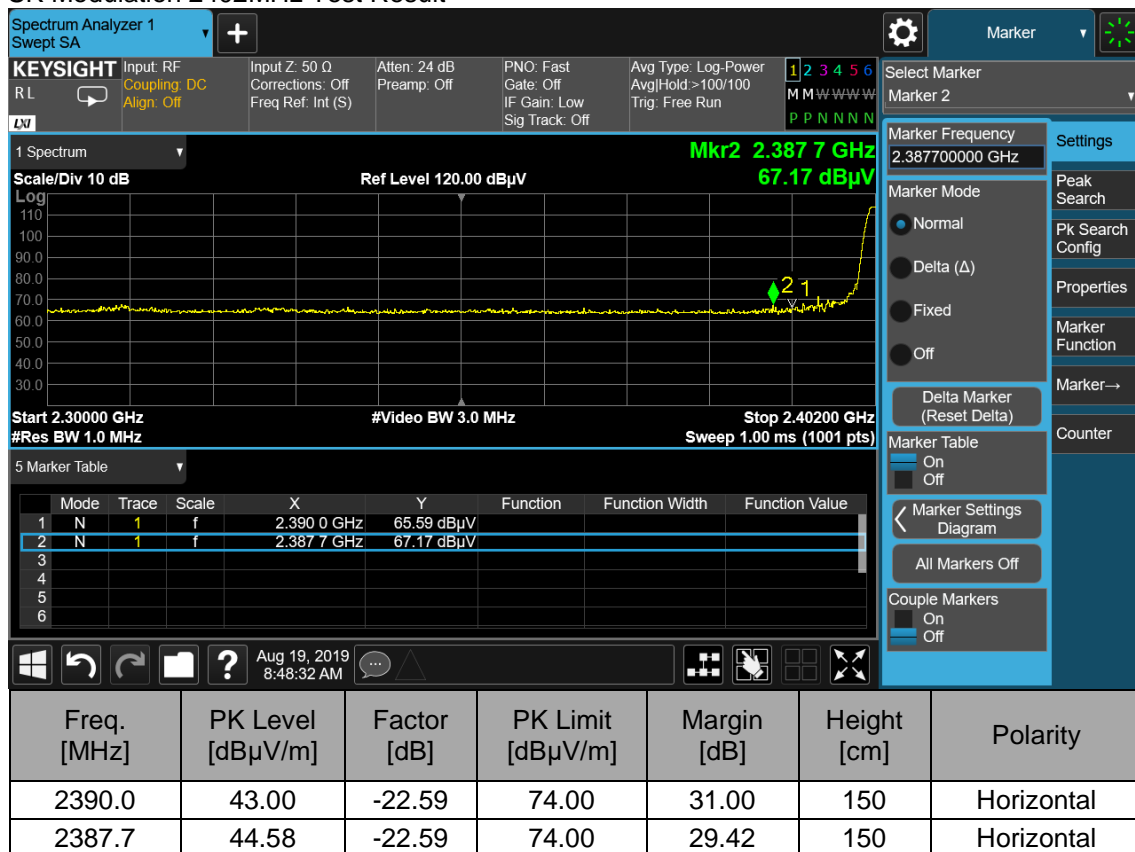 SK Modulation 2402MHz Test Result
Spectrum Analyzer 1
Swept SA
Marker
KEYSIGHT
RL
LXI
Input: RF
Coupling: DC
Align: Off
Input Z: 50 Ω
Corrections: Off
Freq Ref: Int (S)
Atten: 24 dB
Preamp: Off
PNO: Fast
Gate: Off
IF Gain: Low
Sig Track: Off
Avg Type: Log-Power
Avg|Hold:>100/100
Trig: Free Run
1 2 3 4 5 6
M M W W W W
P P N N N N
Select Marker
Marker 2
1 Spectrum
Mkr2 2.387 7 GHz
Scale/Div 10 dB
Ref Level 120.00 dBµV
67.17 dBµV
Log
110
100
90.0
80.0
70.0
60.0
50.0
40.0
30.0
2 1
Start 2.30000 GHz
#Video BW 3.0 MHz
Stop 2.40200 GHz
#Res BW 1.0 MHz
Sweep 1.00 ms (1001 pts)
5 Marker Table
Mode Trace Scale X Y Function Function Width Function Value
1 N 1 f 2.390 0 GHz 65.59 dBµV
2 N 1 f 2.387 7 GHz 67.17 dBµV
3
4
5
6
Marker Frequency
2.387700000 GHz
Marker Mode
Normal
Delta (Δ)
Fixed
Off
Delta Marker
(Reset Delta)
Marker Table
On
Off
Marker Settings
Diagram
All Markers Off
Couple Markers
On
Off
Settings
Peak
Search
Pk Search
Config
Properties
Marker
Function
Marker→
Counter
?
Aug 19, 2019
8:48:32 AM
Freq. PK Level Factor PK Limit Margin Height Polarity
[MHz] [dBµV/m] [dB] [dBµV/m] [dB] [cm]
2390.0 43.00 -22.59 74.00 31.00 150 Horizontal
2387.7 44.58 -22.59 74.00 29.42 150 Horizontal